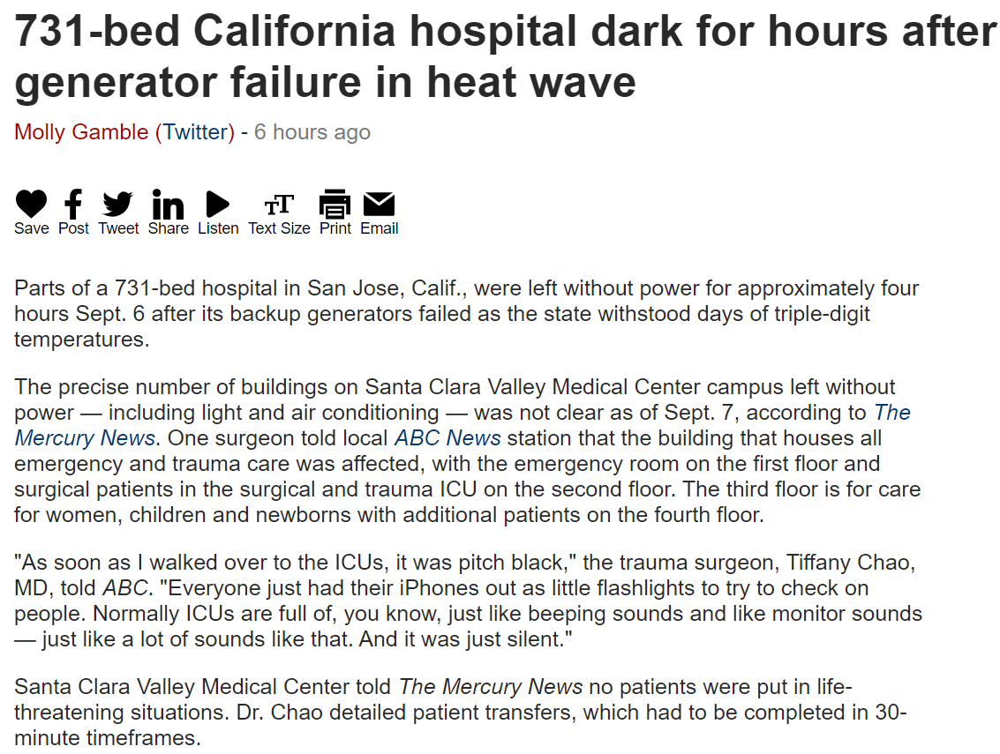 731-bed California hospital dark for hours after
generator failure in heat wave
Molly Gamble (Twitter) - 6 hours ago
Save Post Tweet Share Listen Text Size Print Email
Parts of a 731-bed hospital in San Jose, Calif., were left without power for approximately four
hours Sept. 6 after its backup generators failed as the state withstood days of triple-digit
temperatures.
The precise number of buildings on Santa Clara Valley Medical Center campus left without
power — including light and air conditioning — was not clear as of Sept. 7, according to The
Mercury News. One surgeon told local ABC News station that the building that houses all
emergency and trauma care was affected, with the emergency room on the first floor and
surgical patients in the surgical and trauma ICU on the second floor. The third floor is for care
for women, children and newborns with additional patients on the fourth floor.
"As soon as I walked over to the ICUs, it was pitch black," the trauma surgeon, Tiffany Chao,
MD, told ABC. "Everyone just had their iPhones out as little flashlights to try to check on
people. Normally ICUs are full of, you know, just like beeping sounds and like monitor sounds
— just like a lot of sounds like that. And it was just silent."
Santa Clara Valley Medical Center told The Mercury News no patients were put in life-
threatening situations. Dr. Chao detailed patient transfers, which had to be completed in 30-
minute timeframes.